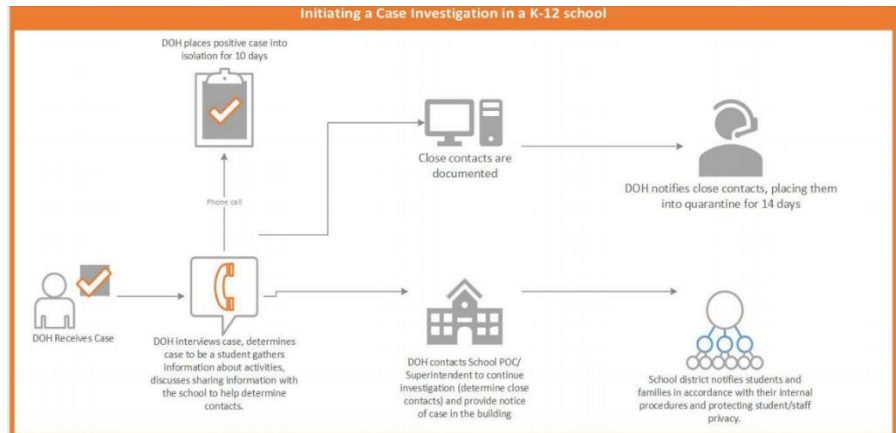 Initiating a Case Investigation in a K-12 school
DOH places positive case into
isolation for 10 days
Phone call
Close contacts are
documented
DOH notifies close contacts, placing them
into quarantine for 14 days
DOH Receives Case
DOH interviews case, determines
case to be a student gathers
information about activities,
discusses sharing information with
the school to help determine
contacts.
DOH contacts School POC/
Superintendent to continue
investigation (determine close
contacts) and provide notice
of case in the building
School district notifies students and
families in accordance with their internal
procedures and protecting student/staff
privacy.